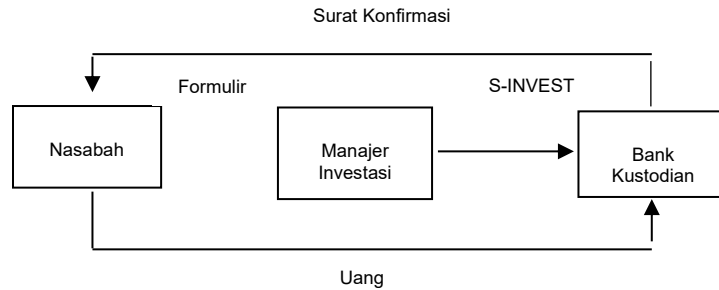 Surat Konfirmasi
Formulir
S-INVEST
Nasabah
Manajer
Investasi
Bank
Kustodian
Uang